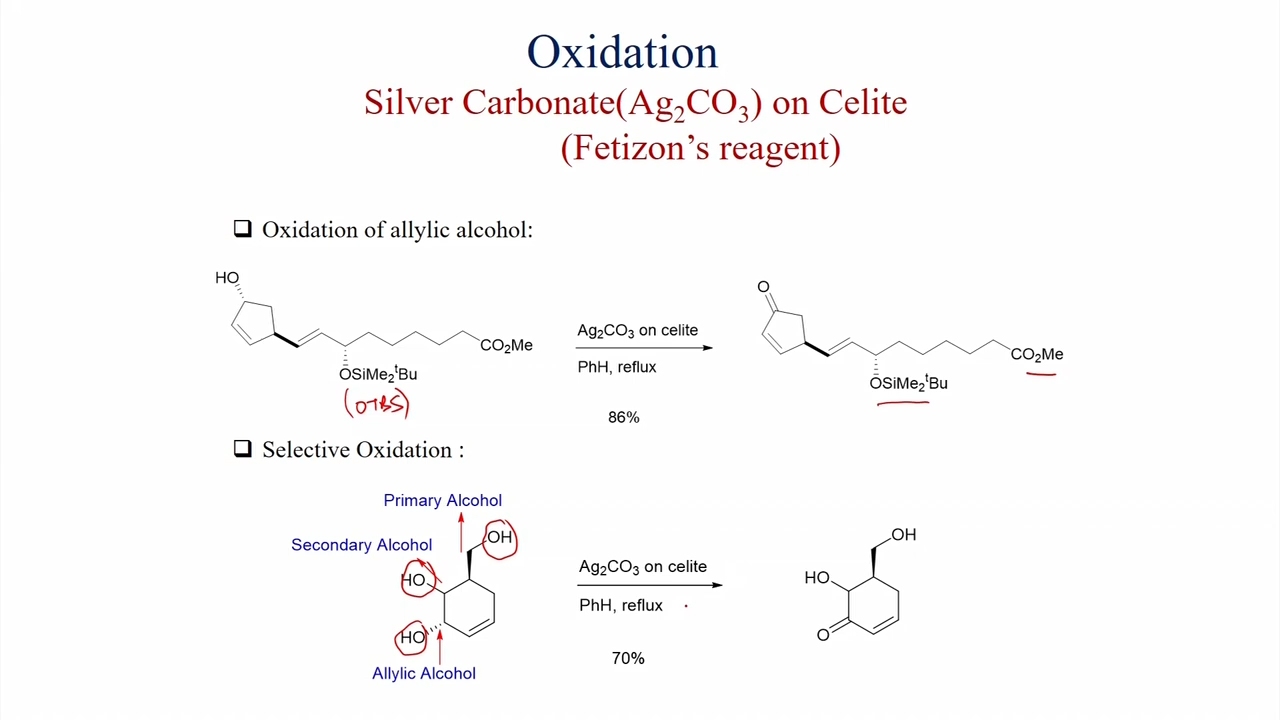 Oxidation
Silver Carbonate(Ag₂CO₃) on Celite
(Fetizon's reagent)
❑ Oxidation of allylic alcohol:
HO
CO₂Me
OSiMe₂ᵗBu
(OTBS)
Ag₂CO₃ on celite
PhH, reflux
86%
O
CO₂Me
OSiMe₂ᵗBu
❑ Selective Oxidation :
Primary Alcohol
OH
Secondary Alcohol
HO
HO
Allylic Alcohol
Ag₂CO₃ on celite
PhH, reflux
70%
OH
HO
O